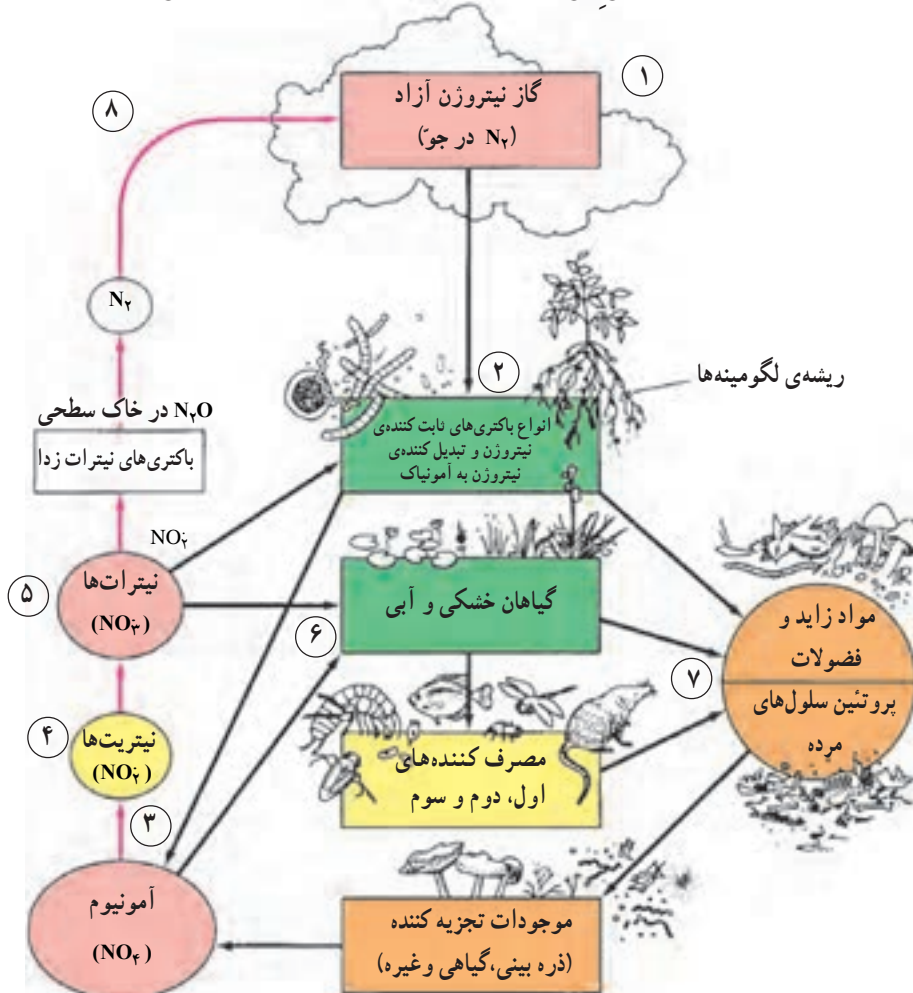 ۱
گاز نیتروژن آزاد
(N۲ در جوّ)
۸
N۲
۲
ریشه‌ی لگومینه‌ها
انواع باکتری‌های ثابت کننده‌ی
نیتروژن و تبدیل کننده‌ی
نیتروژن به آمونیاک
N۲O در خاک سطحی
باکتری‌های نیترات زدا
NO۲⁻
۵
نیترات‌ها
(NO۳⁻)
گیاهان خشکی و آبی
۶
مواد زاید و
فضولات
۷
پروتئین سلول‌های
مرده
۴
نیتریت‌ها
(NO۲⁻)
مصرف کننده‌های
اول، دوم و سوم
۳
آمونیوم
(NO۴)
موجودات تجزیه کننده
(ذره بینی،گیاهی وغیره)